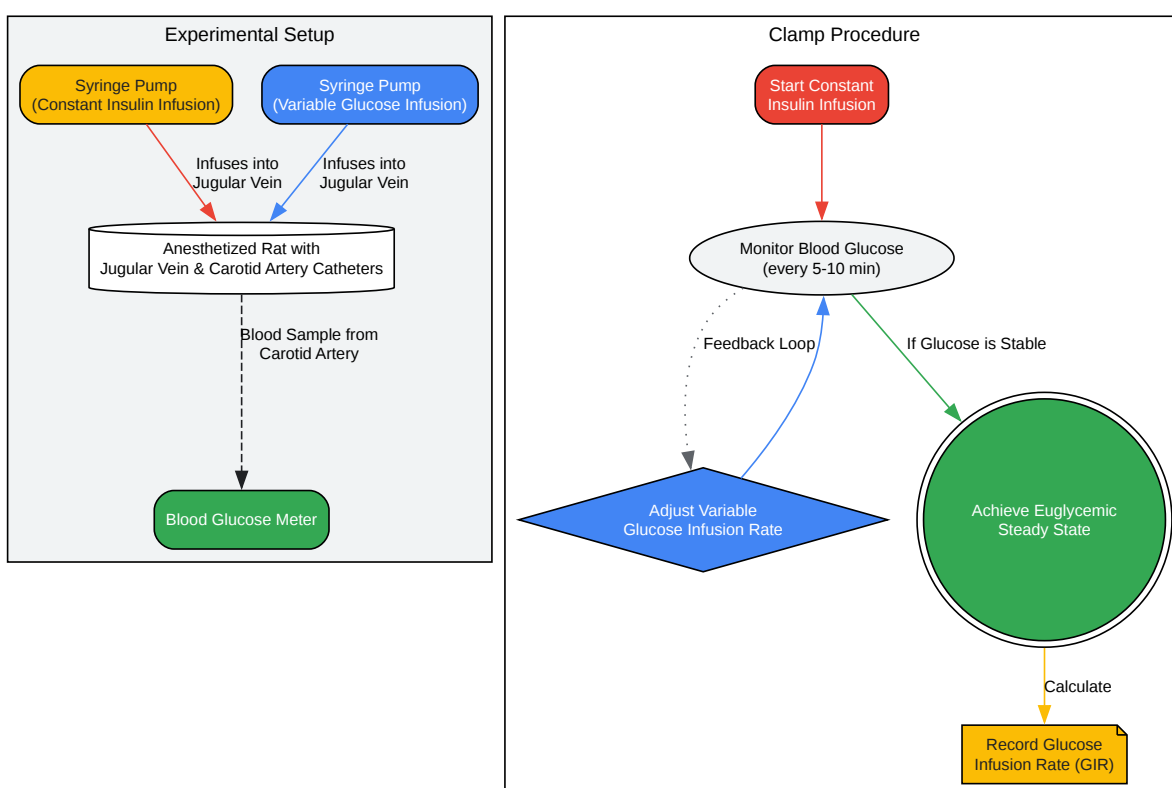 Experimental Setup
Syringe Pump
(Constant Insulin Infusion)
Syringe Pump
(Variable Glucose Infusion)
Infuses into
Jugular Vein
Infuses into
Jugular Vein
Anesthetized Rat with
Jugular Vein & Carotid Artery Catheters
Blood Sample from
Carotid Artery
Blood Glucose Meter
Clamp Procedure
Start Constant
Insulin Infusion
Monitor Blood Glucose
(every 5-10 min)
Feedback Loop
If Glucose is Stable
Adjust Variable
Glucose Infusion Rate
Achieve Euglycemic
Steady State
Calculate
Record Glucose
Infusion Rate (GIR)